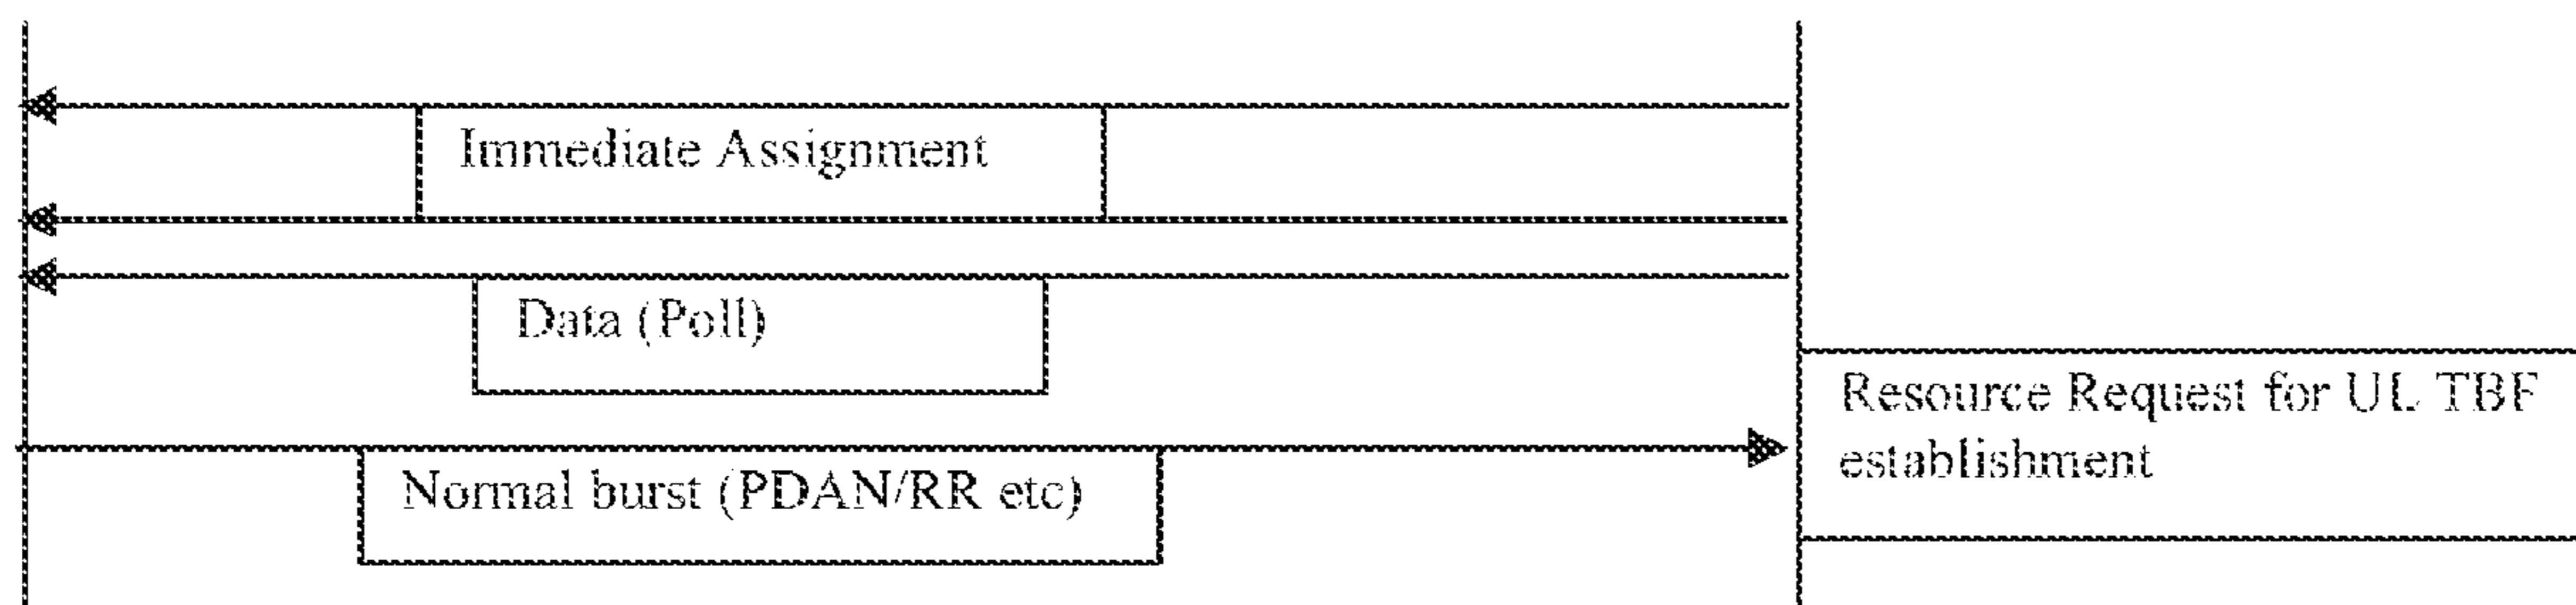 Immediate Assignment
Data (Poll)
Resource Request for UL TBF
establishment
Normal burst (PDAN/RR etc)